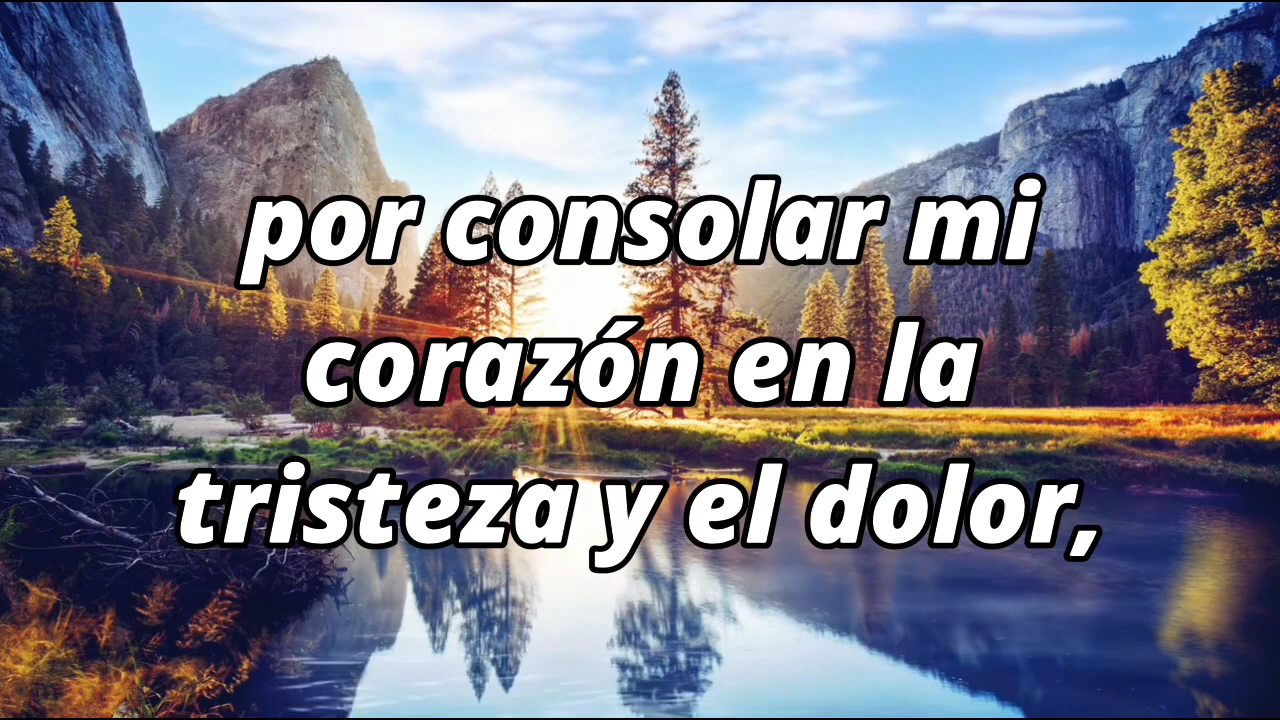 por consolar mi
corazón en la
tristeza y el dolor,